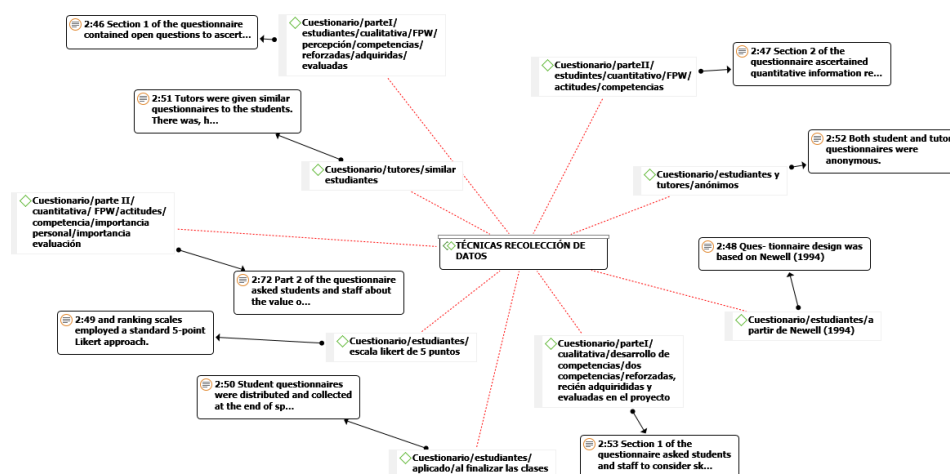 2:46 Section 1 of the
questionnaire
contained open questions to
ascert...
Cuestionario/parteI/
estudiantes/cualitativa/FPW/
percepción/competencias/
reforzadas/adquiridas/
evaluadas
2:47 Section 2 of the
questionnaire ascertained
quantitative information re...
Cuestionario/parteII/
estudintes/cuantitativo/FPW/
actitudes/competencias
2:51 Tutors were given similar
questionnaires to the students.
There was, h...
2:52 Both student and tutor
questionnaires were
anonymous.
Cuestionario/tutores/similar
estudiantes
Cuestionario/estudiantes y
tutores/anónimos
Cuestionario/parte II/
cuantitativa/ FPW/actitudes/
competencia/importancia
personal/importancia
evaluación
TÉCNICAS RECOLECCIÓN DE
DATOS
2:48 Ques- tionnaire design was
based on Newell (1994)
2:72 Part 2 of the questionnaire
asked students and staff about
the value o...
2:49 and ranking scales
employed a standard 5-point
Likert approach.
Cuestionario/estudiantes/a
partir de Newell (1994)
Cuestionario/estudiantes/
escala likert de 5 puntos
Cuestionario/parteI/
cualitativa/desarrollo de
competencias/dos
competencias/reforzadas,
recién adquirididas y
evaluadas en el proyecto
2:50 Student questionnaires
were distributed and collected
at the end of sp...
2:53 Section 1 of the
questionnaire asked students
and staff to consider sk...
Cuestionario/estudiantes/
aplicado/al finalizar las clases